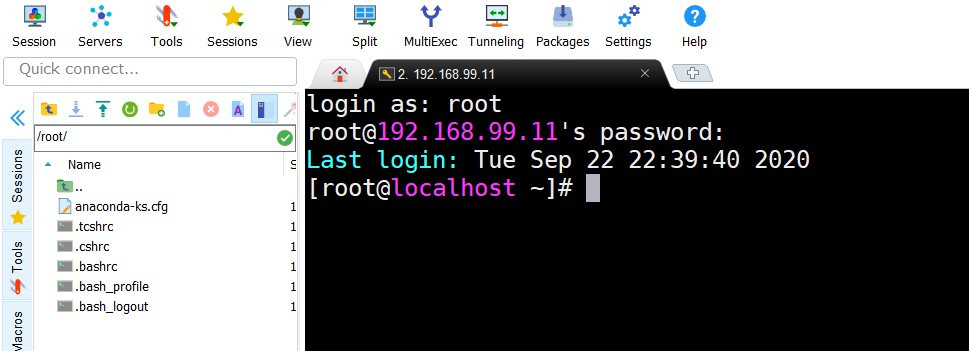 Session Servers Tools Sessions View Split MultiExec Tunneling Packages Settings Help
Quick connect...
2. 192.168.99.11
/root/
Name S
..
anaconda-ks.cfg 1
.tcshrc 1
.cshrc 1
.bashrc 1
.bash_profile 1
.bash_logout 1
Sessions
Tools
Macros
login as: root
root@192.168.99.11's password:
Last login: Tue Sep 22 22:39:40 2020
[root@localhost ~]#